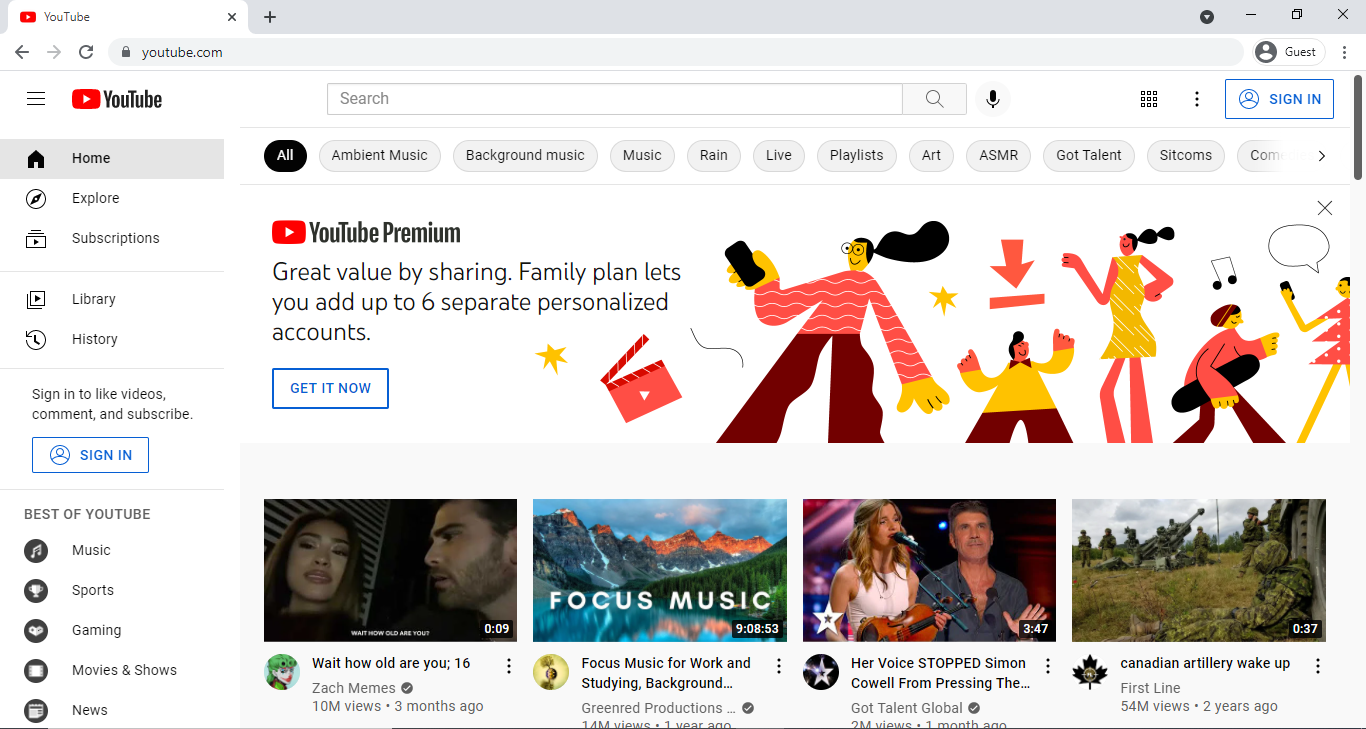 YouTube
youtube.com
Guest
YouTube
Search
SIGN IN
Home
Explore
Subscriptions
Library
History
Sign in to like videos,
comment, and subscribe.
SIGN IN
BEST OF YOUTUBE
Music
Sports
Gaming
Movies & Shows
News
All
Ambient Music
Background music
Music
Rain
Live
Playlists
Art
ASMR
Got Talent
Sitcoms
YouTube Premium
Great value by sharing. Family plan lets
you add up to 6 separate personalized
accounts.
GET IT NOW
WAIT HOW OLD ARE YOU?
0:09
Wait how old are you; 16
Zach Memes
10M views • 3 months ago
FOCUS MUSIC
9:08:53
Focus Music for Work and
Studying, Background...
Greenred Productions ...
14M views • 1 year ago
3:47
Her Voice STOPPED Simon
Cowell From Pressing The...
Got Talent Global
2M views • 1 month ago
0:37
canadian artillery wake up
First Line
54M views • 2 years ago